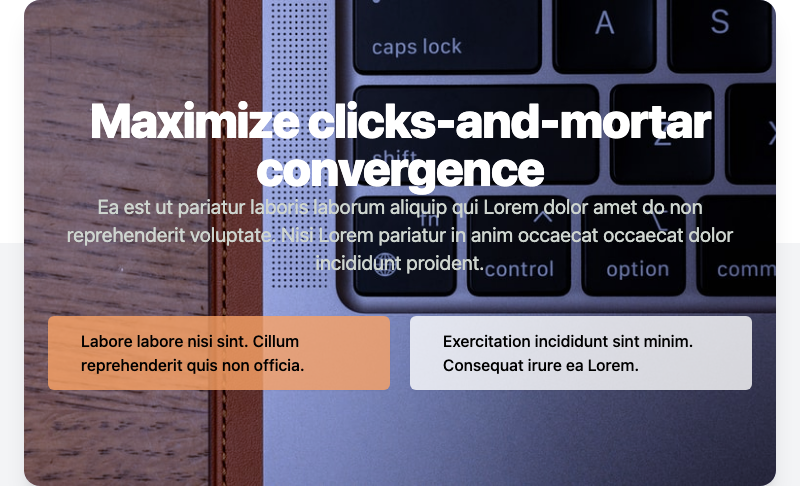 caps lock
A
S
Maximize clicks-and-mortar
convergence
shift
Z
X
Ea est ut pariatur laboris laborum aliquip qui Lorem dolor amet do non
reprehenderit voluptate. Nisi Lorem pariatur in anim occaecat occaecat dolor
incididunt proident.
fn
control
option
comm
Labore labore nisi sint. Cillum
reprehenderit quis non officia.
Exercitation incididunt sint minim.
Consequat irure ea Lorem.